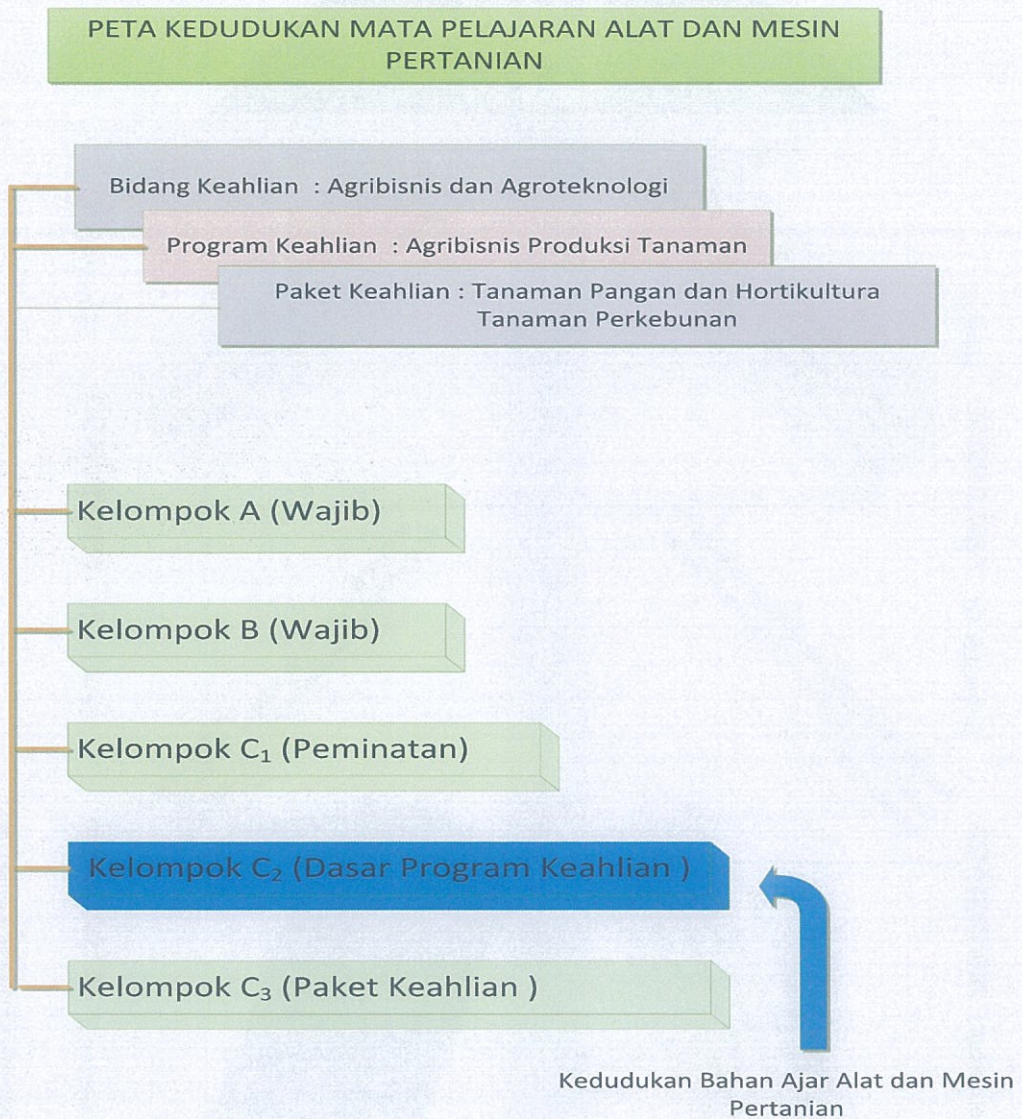 PETA KEDUDUKAN MATA PELAJARAN ALAT DAN MESIN
PERTANIAN
Bidang Keahlian : Agribisnis dan Agroteknologi
Program Keahlian : Agribisnis Produksi Tanaman
Paket Keahlian : Tanaman Pangan dan Hortikultura
Tanaman Perkebunan
Kelompok A (Wajib)
Kelompok B (Wajib)
Kelompok C₁ (Peminatan)
Kelompok C₂ (Dasar Program Keahlian )
Kelompok C₃ (Paket Keahlian )
Kedudukan Bahan Ajar Alat dan Mesin
Pertanian